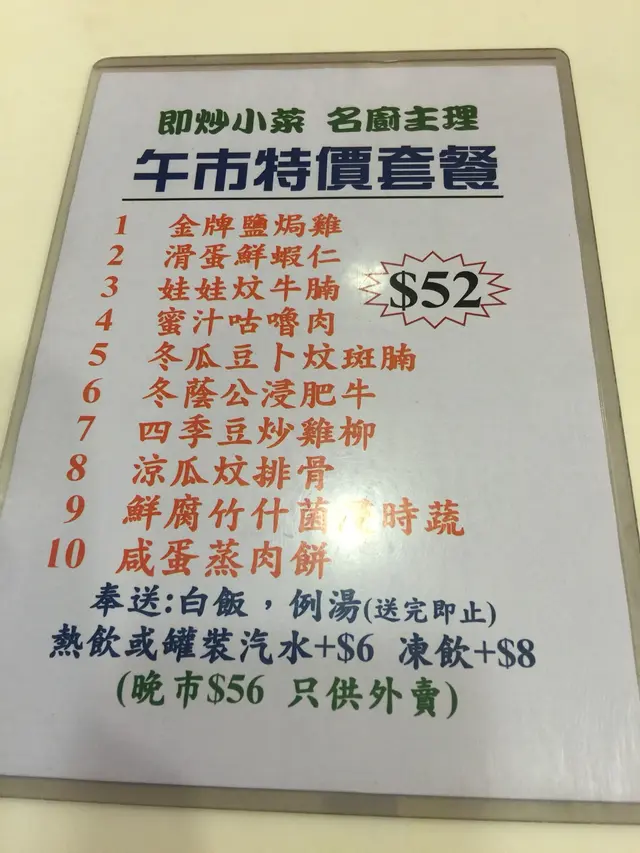 即炒小菜 名廚主理
午市特價套餐
1 金牌鹽焗雞
2 滑蛋鮮蝦仁
3 娃娃炆牛腩
$52
4 蜜汁咕嚕肉
5 冬瓜豆卜炆斑腩
6 冬蔭公浸肥牛
7 四季豆炒雞柳
8 涼瓜炆排骨
9 鮮腐竹什菌浸時蔬
10 咸蛋蒸肉餅
奉送:白飯，例湯(送完即止)
熱飲或罐裝汽水+$6 凍飲+$8
(晚市$56 只供外賣)